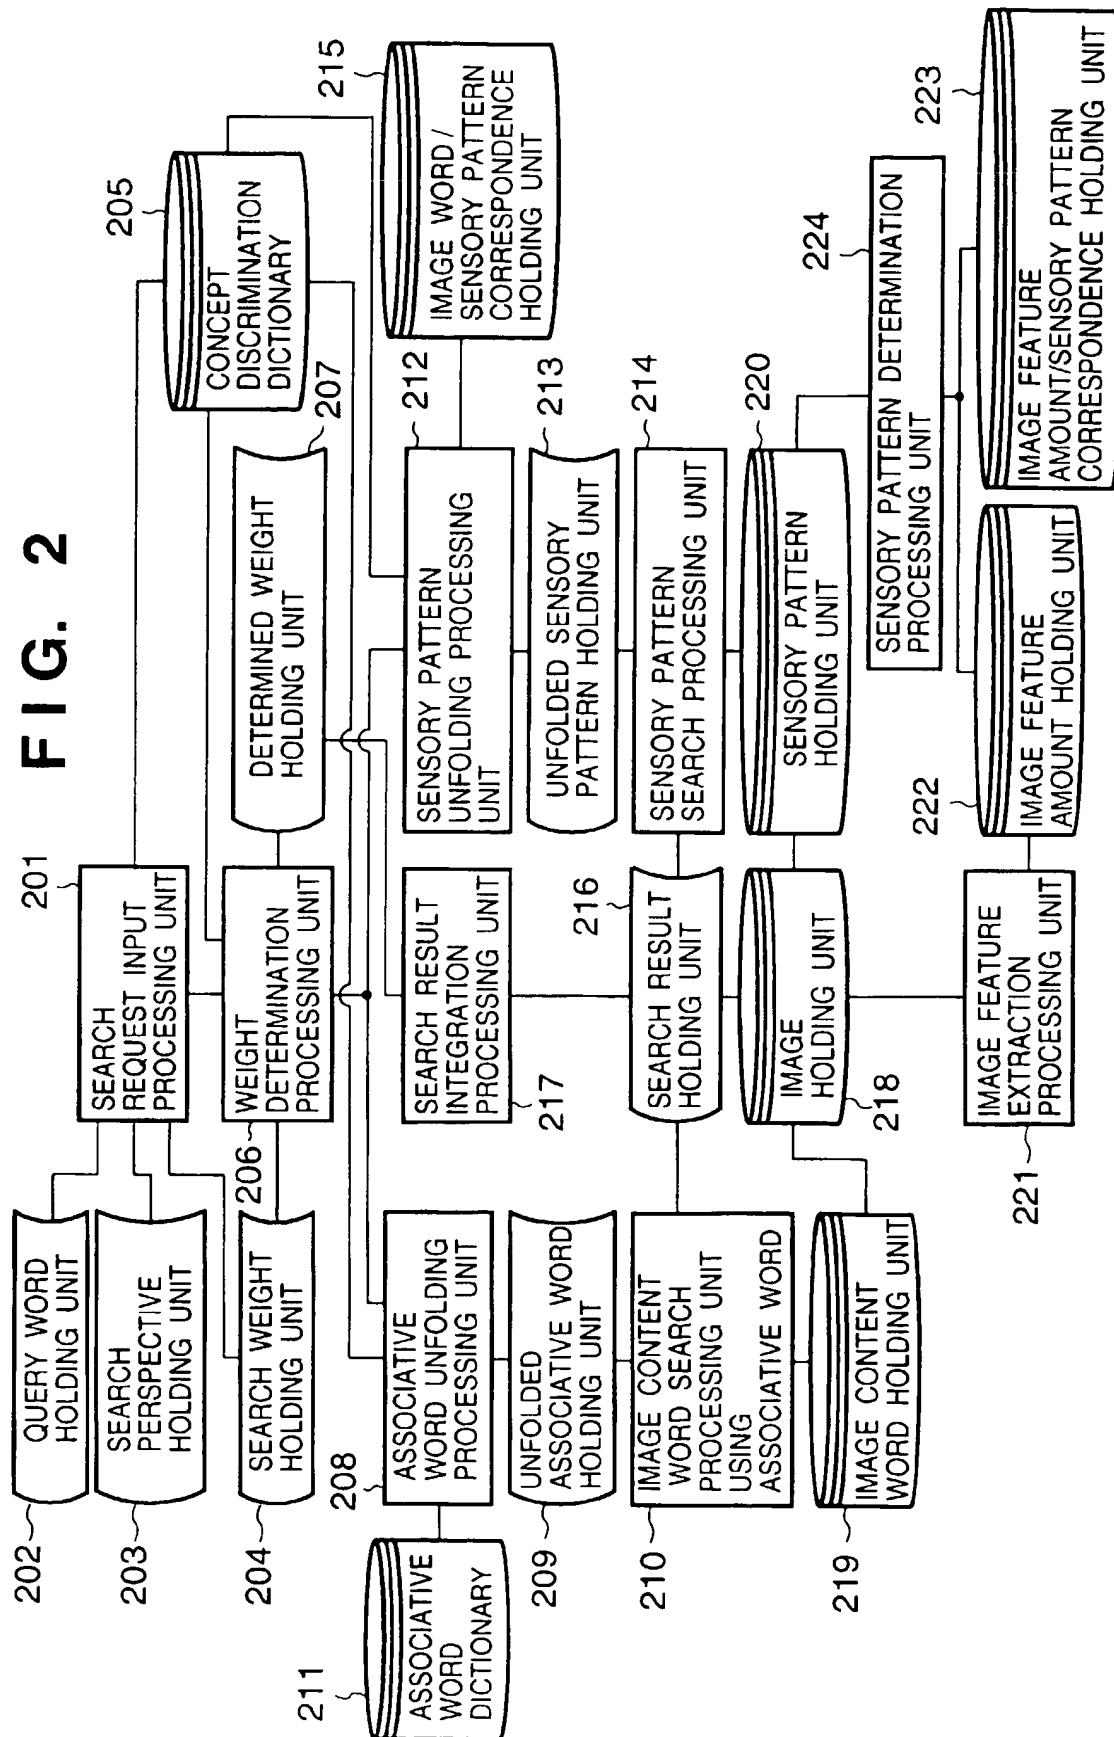 FIG. 2
201
SEARCH
REQUEST INPUT
PROCESSING UNIT
202
QUERY WORD
HOLDING UNIT
203
SEARCH
PERSPECTIVE
HOLDING UNIT
204
SEARCH WEIGHT
HOLDING UNIT
205
CONCEPT
DISCRIMINATION
DICTIONARY
206
WEIGHT
DETERMINATION
PROCESSING UNIT
207
DETERMINED WEIGHT
HOLDING UNIT
208
ASSOCIATIVE
WORD UNFOLDING
PROCESSING UNIT
211
ASSOCIATIVE
WORD
DICTIONARY
209
UNFOLDED
ASSOCIATIVE WORD
HOLDING UNIT
210
IMAGE CONTENT
WORD SEARCH
PROCESSING UNIT
USING
ASSOCIATIVE WORD
219
IMAGE CONTENT
WORD HOLDING UNIT
217
SEARCH RESULT
INTEGRATION
PROCESSING UNIT
216
SEARCH RESULT
HOLDING UNIT
218
IMAGE
HOLDING UNIT
221
IMAGE FEATURE
EXTRACTION
PROCESSING UNIT
212
SENSORY PATTERN
UNFOLDING PROCESSING
UNIT
215
IMAGE WORD/
SENSORY PATTERN
CORRESPONDENCE
HOLDING UNIT
213
UNFOLDED SENSORY
PATTERN HOLDING UNIT
214
SENSORY PATTERN
SEARCH PROCESSING UNIT
220
SENSORY PATTERN
HOLDING UNIT
224
SENSORY PATTERN DETERMINATION
PROCESSING UNIT
222
IMAGE FEATURE
AMOUNT HOLDING UNIT
223
IMAGE FEATURE
AMOUNT/SENSORY PATTERN
CORRESPONDENCE HOLDING UNIT